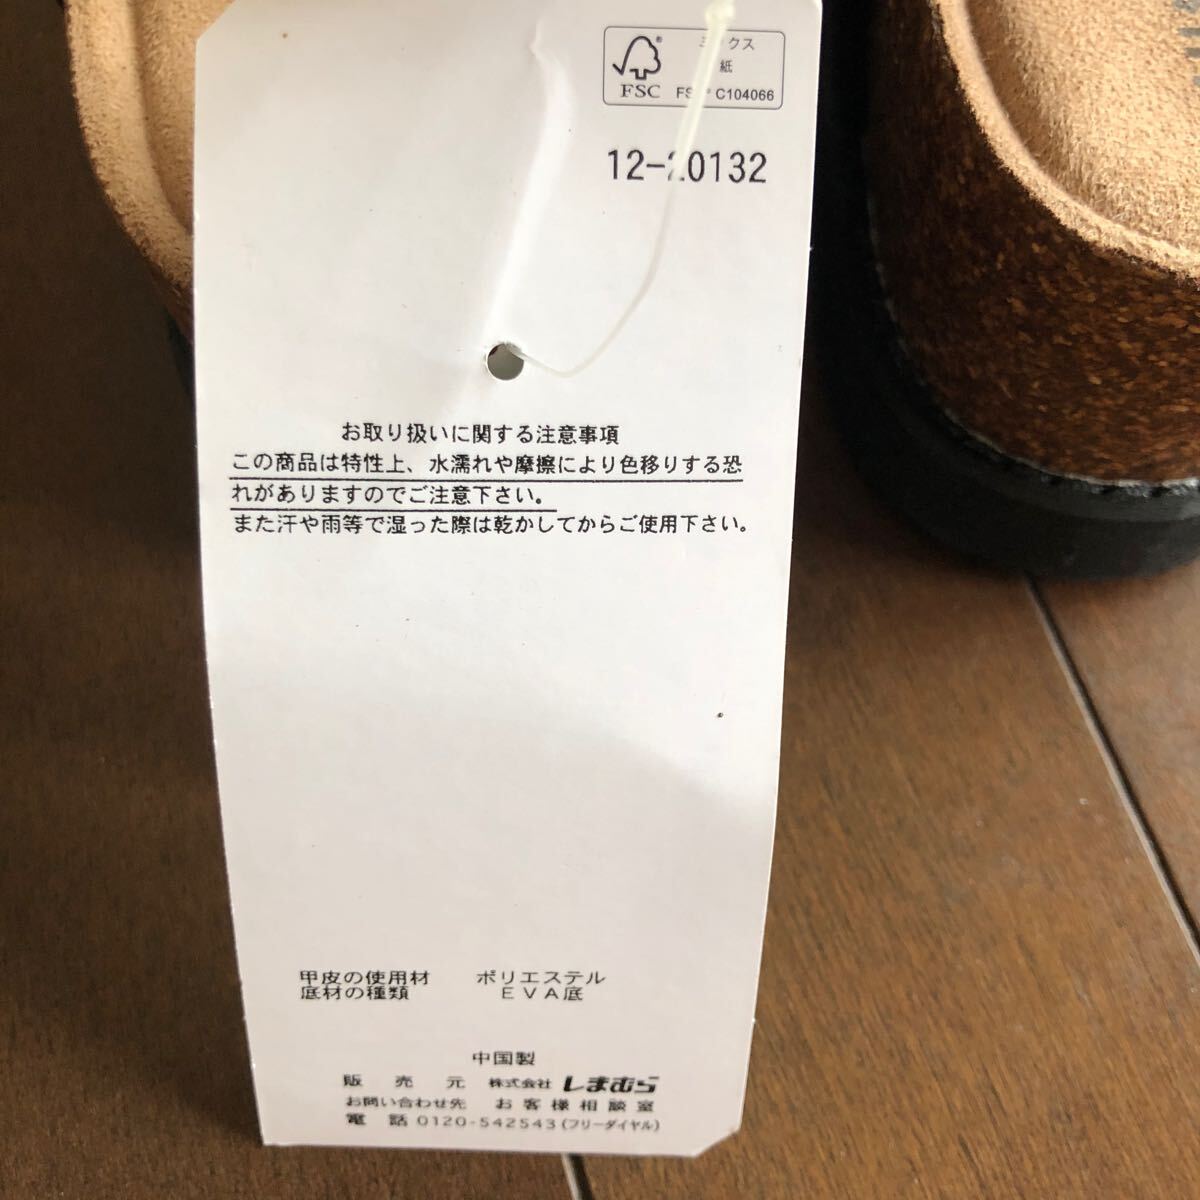 ミックス
紙
FSC® C104066
FSC
12-20132
お取り扱いに関する注意事項
この商品は特性上、水濡れや摩擦により色移りする恐
れがありますのでご注意下さい。
また汗や雨等で湿った際は乾かしてからご使用下さい。
甲皮の使用材 ポリエステル
底材の種類 ＥＶＡ底
中国製
販売元 株式会社 しまむら
お問い合わせ先 お客様相談室
電話 0120-542543(フリーダイヤル)